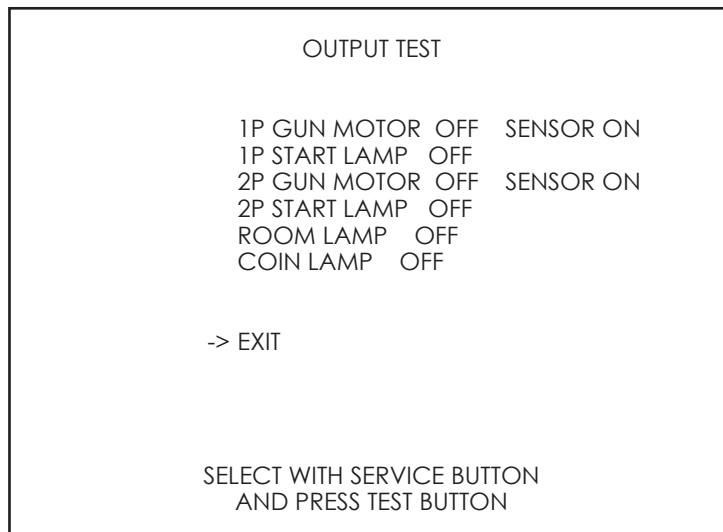 OUTPUT TEST
1P GUN MOTOR OFF SENSOR ON
1P START LAMP OFF
2P GUN MOTOR OFF SENSOR ON
2P START LAMP OFF
ROOM LAMP OFF
COIN LAMP OFF
-> EXIT
SELECT WITH SERVICE BUTTON
AND PRESS TEST BUTTON